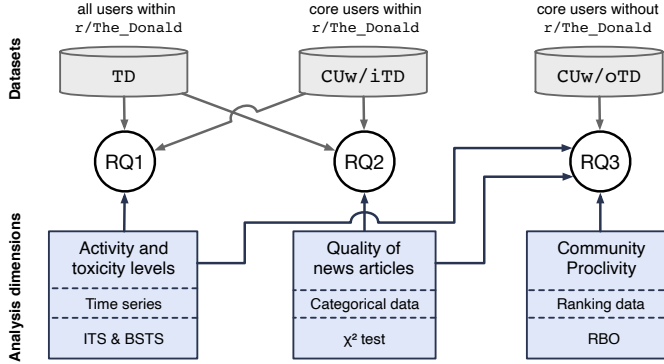 all users within
r/The_Donald
core users within
r/The_Donald
core users without
r/The_Donald
Datasets
TD
CUw/iTD
CUw/oTD
RQ1
RQ2
RQ3
Analysis dimensions
Activity and
toxicity levels
Time series
ITS & BSTS
Quality of
news articles
Categorical data
χ² test
Community
Proclivity
Ranking data
RBO